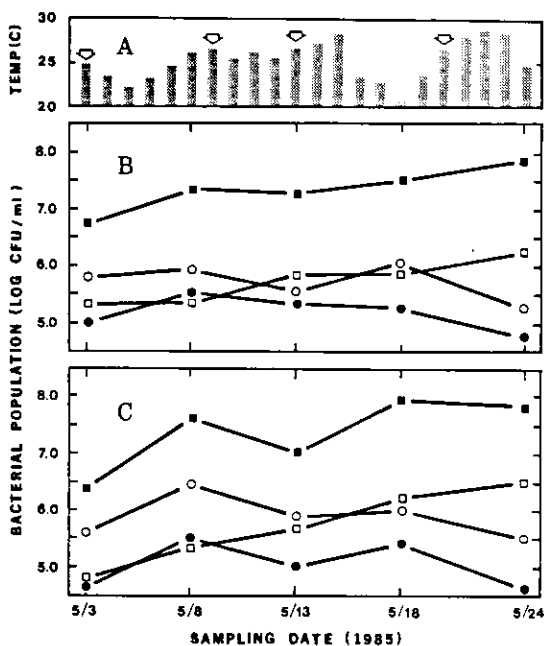 TEMP(C)
30
25
20
A
BACTERIAL POPULATION (LOG CFU/ml)
8.0
7.0
6.0
5.0
B
8.0
7.0
6.0
5.0
C
5/3 5/8 5/13 5/18 5/24
SAMPLING DATE (1985)